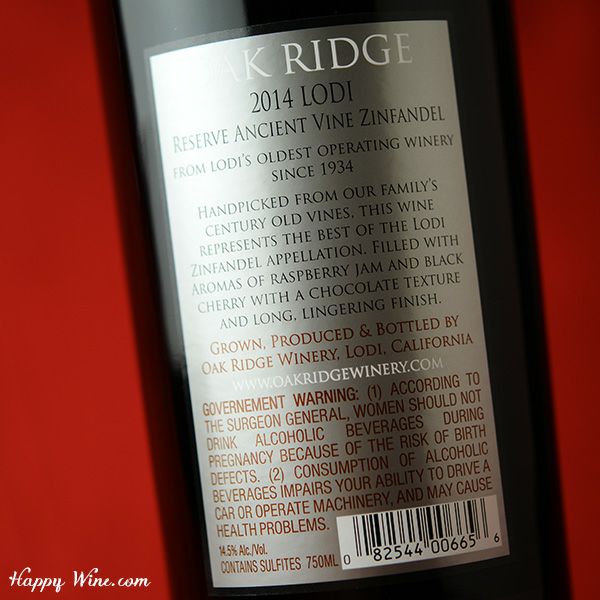 OAK RIDGE
2014 LODI
RESERVE ANCIENT VINE ZINFANDEL
FROM LODI'S OLDEST OPERATING WINERY
SINCE 1934
HANDPICKED FROM OUR FAMILY'S
CENTURY OLD VINES, THIS WINE
REPRESENTS THE BEST OF THE LODI
ZINFANDEL APPELLATION. FILLED WITH
AROMAS OF RASPBERRY JAM AND BLACK
CHERRY WITH A CHOCOLATE TEXTURE
AND LONG, LINGERING FINISH.
GROWN, PRODUCED & BOTTLED BY
OAK RIDGE WINERY, LODI, CALIFORNIA
WWW.OAKRIDGEWINERY.COM
GOVERNEMENT WARNING: (1) ACCORDING TO
THE SURGEON GENERAL, WOMEN SHOULD NOT
DRINK ALCOHOLIC BEVERAGES DURING
PREGNANCY BECAUSE OF THE RISK OF BIRTH
DEFECTS. (2) CONSUMPTION OF ALCOHOLIC
BEVERAGES IMPAIRS YOUR ABILITY TO DRIVE A
CAR OR OPERATE MACHINERY, AND MAY CAUSE
HEALTH PROBLEMS.
14.5% Alc./Vol.
CONTAINS SULFITES 750ML
0 82544 00665 6
Happy Wine.com